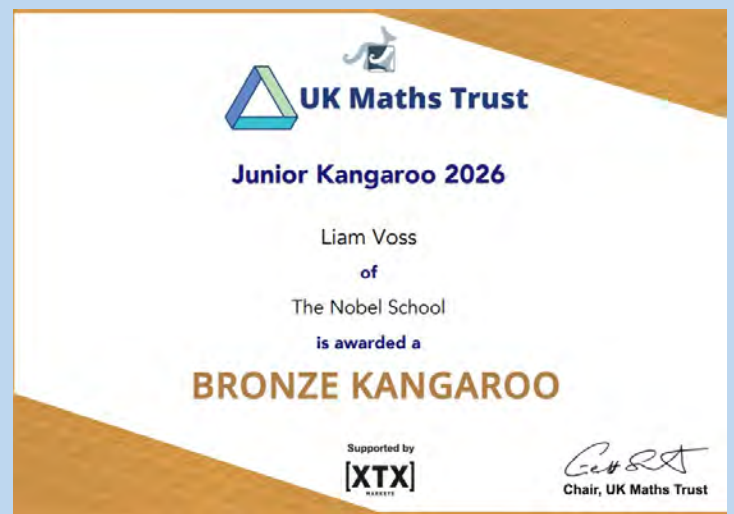 UK Maths Trust
Junior Kangaroo 2026
Liam Voss
of
The Nobel School
is awarded a
BRONZE KANGAROO
Supported by
[XTX]
MARKETS
Chair, UK Maths Trust